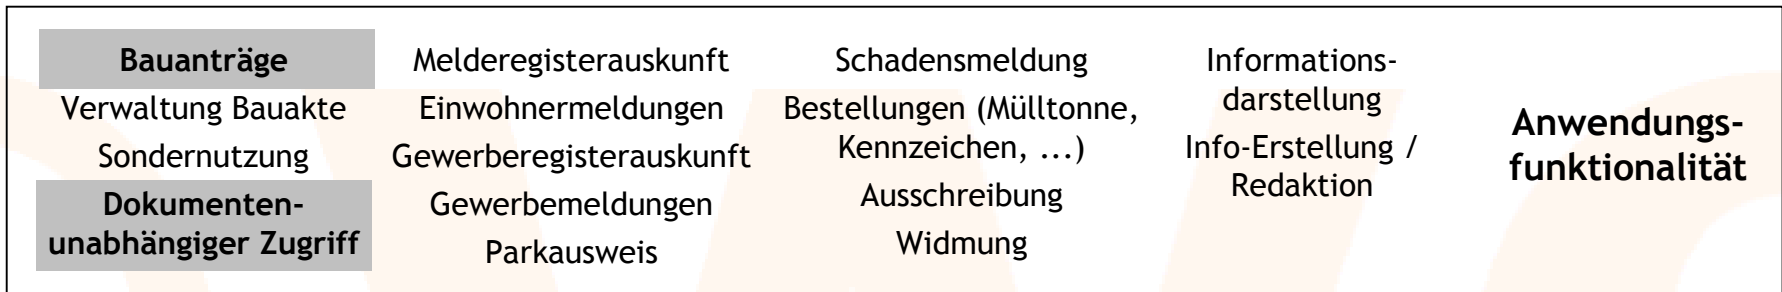 Bauanträge
Verwaltung Bauakte
Sondernutzung
Dokumenten-
unabhängiger Zugriff
Melderegisterauskunft
Einwohnermeldungen
Gewerberegisterauskunft
Gewerbemeldungen
Parkausweis
Schadensmeldung
Bestellungen (Mülltonne,
Kennzeichen, ...)
Ausschreibung
Widmung
Informations-
darstellung
Info-Erstellung /
Redaktion
Anwendungs-
funktionalität